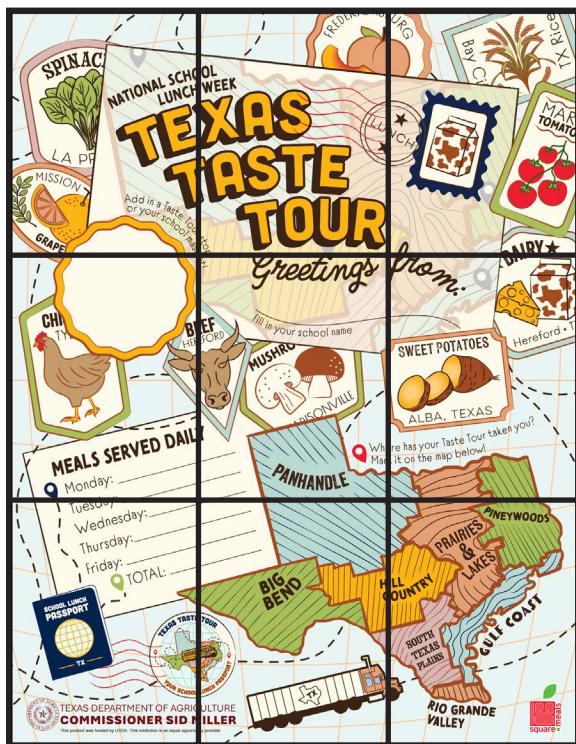 FREDERICKSBURG
TX Rice
SPINAC
LA PR
NATIONAL SCHOOL
LUNCH WEEK
TEXAS
TASTE
TOUR
LUNCH
MAR
TOMATO
MISSION
GRAPE
Add in a Taste Tour
or your school
Greetings from:
Fill in your school name
DAIRY
Hereford • T
CHI
TY
BEEF
HEREFORD
MUSHRO
ARSONVILLE
SWEET POTATOES
ALBA, TEXAS
Where has your Taste Tour taken you?
Mark it on the map below!
MEALS SERVED DAILY
Monday:
Tuesday:
Wednesday:
Thursday:
Friday:
TOTAL:
PANHANDLE
PINEYWOODS
PRAIRIES
&
LAKES
BIG
BEND
HILL
COUNTRY
GULF COAST
SOUTH
TEXAS
PLAINS
RIO GRANDE
VALLEY
SCHOOL LUNCH
PASSPORT
TX
TEXAS TASTE TOUR
YOUR SCHOOL LUNCH PASSPORT
TX
TEXAS DEPARTMENT OF AGRICULTURE
COMMISSIONER SID MILLER
This product was funded by USDA. This institution is an equal opportunity provider.
square meals